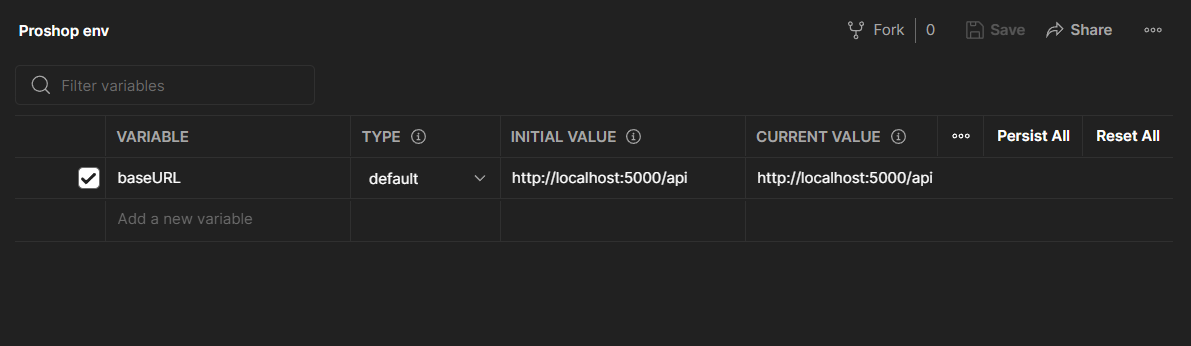 Proshop env
Fork 0 Save Share
Filter variables
VARIABLE TYPE INITIAL VALUE CURRENT VALUE Persist All Reset All
baseURL default http://localhost:5000/api http://localhost:5000/api
Add a new variable